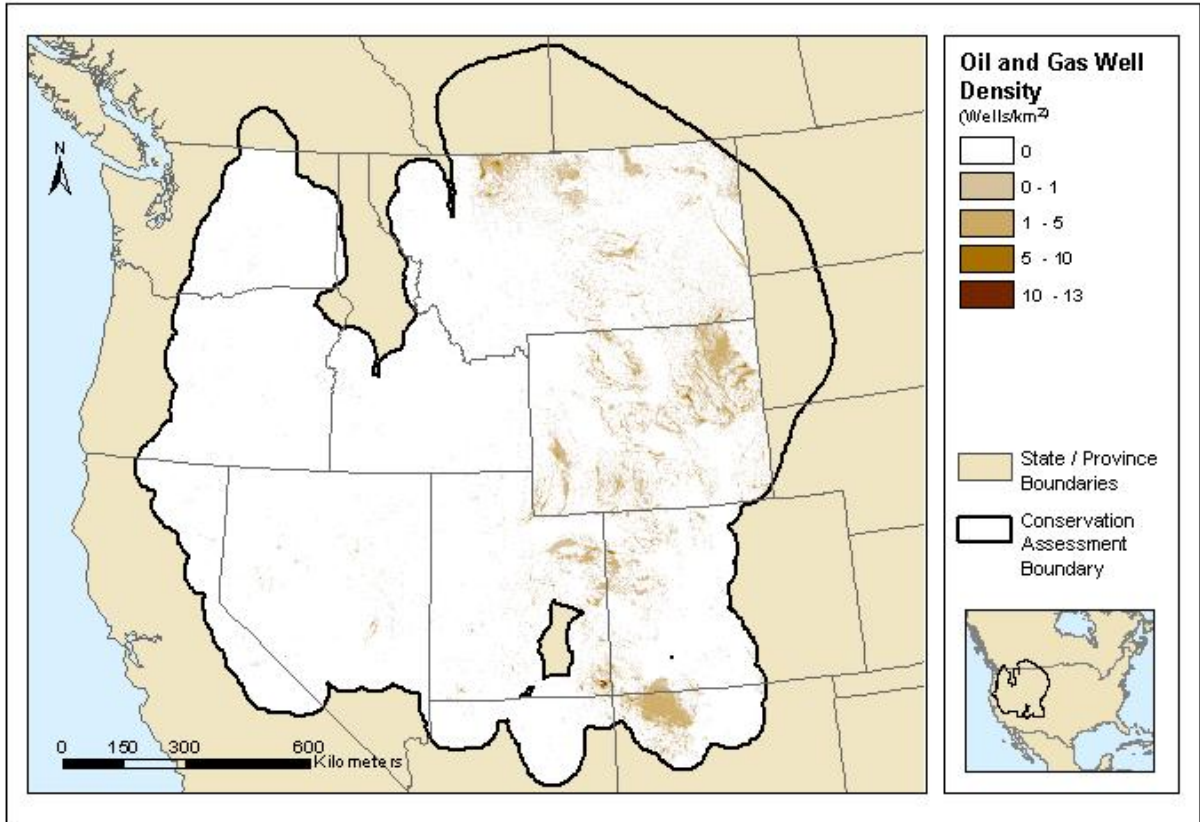 Oil and Gas Well
Density
(Wells/km²)
0
0 - 1
1 - 5
5 - 10
10 - 13
State / Province
Boundaries
Conservation
Assessment
Boundary
N
0 150 300 600
Kilometers